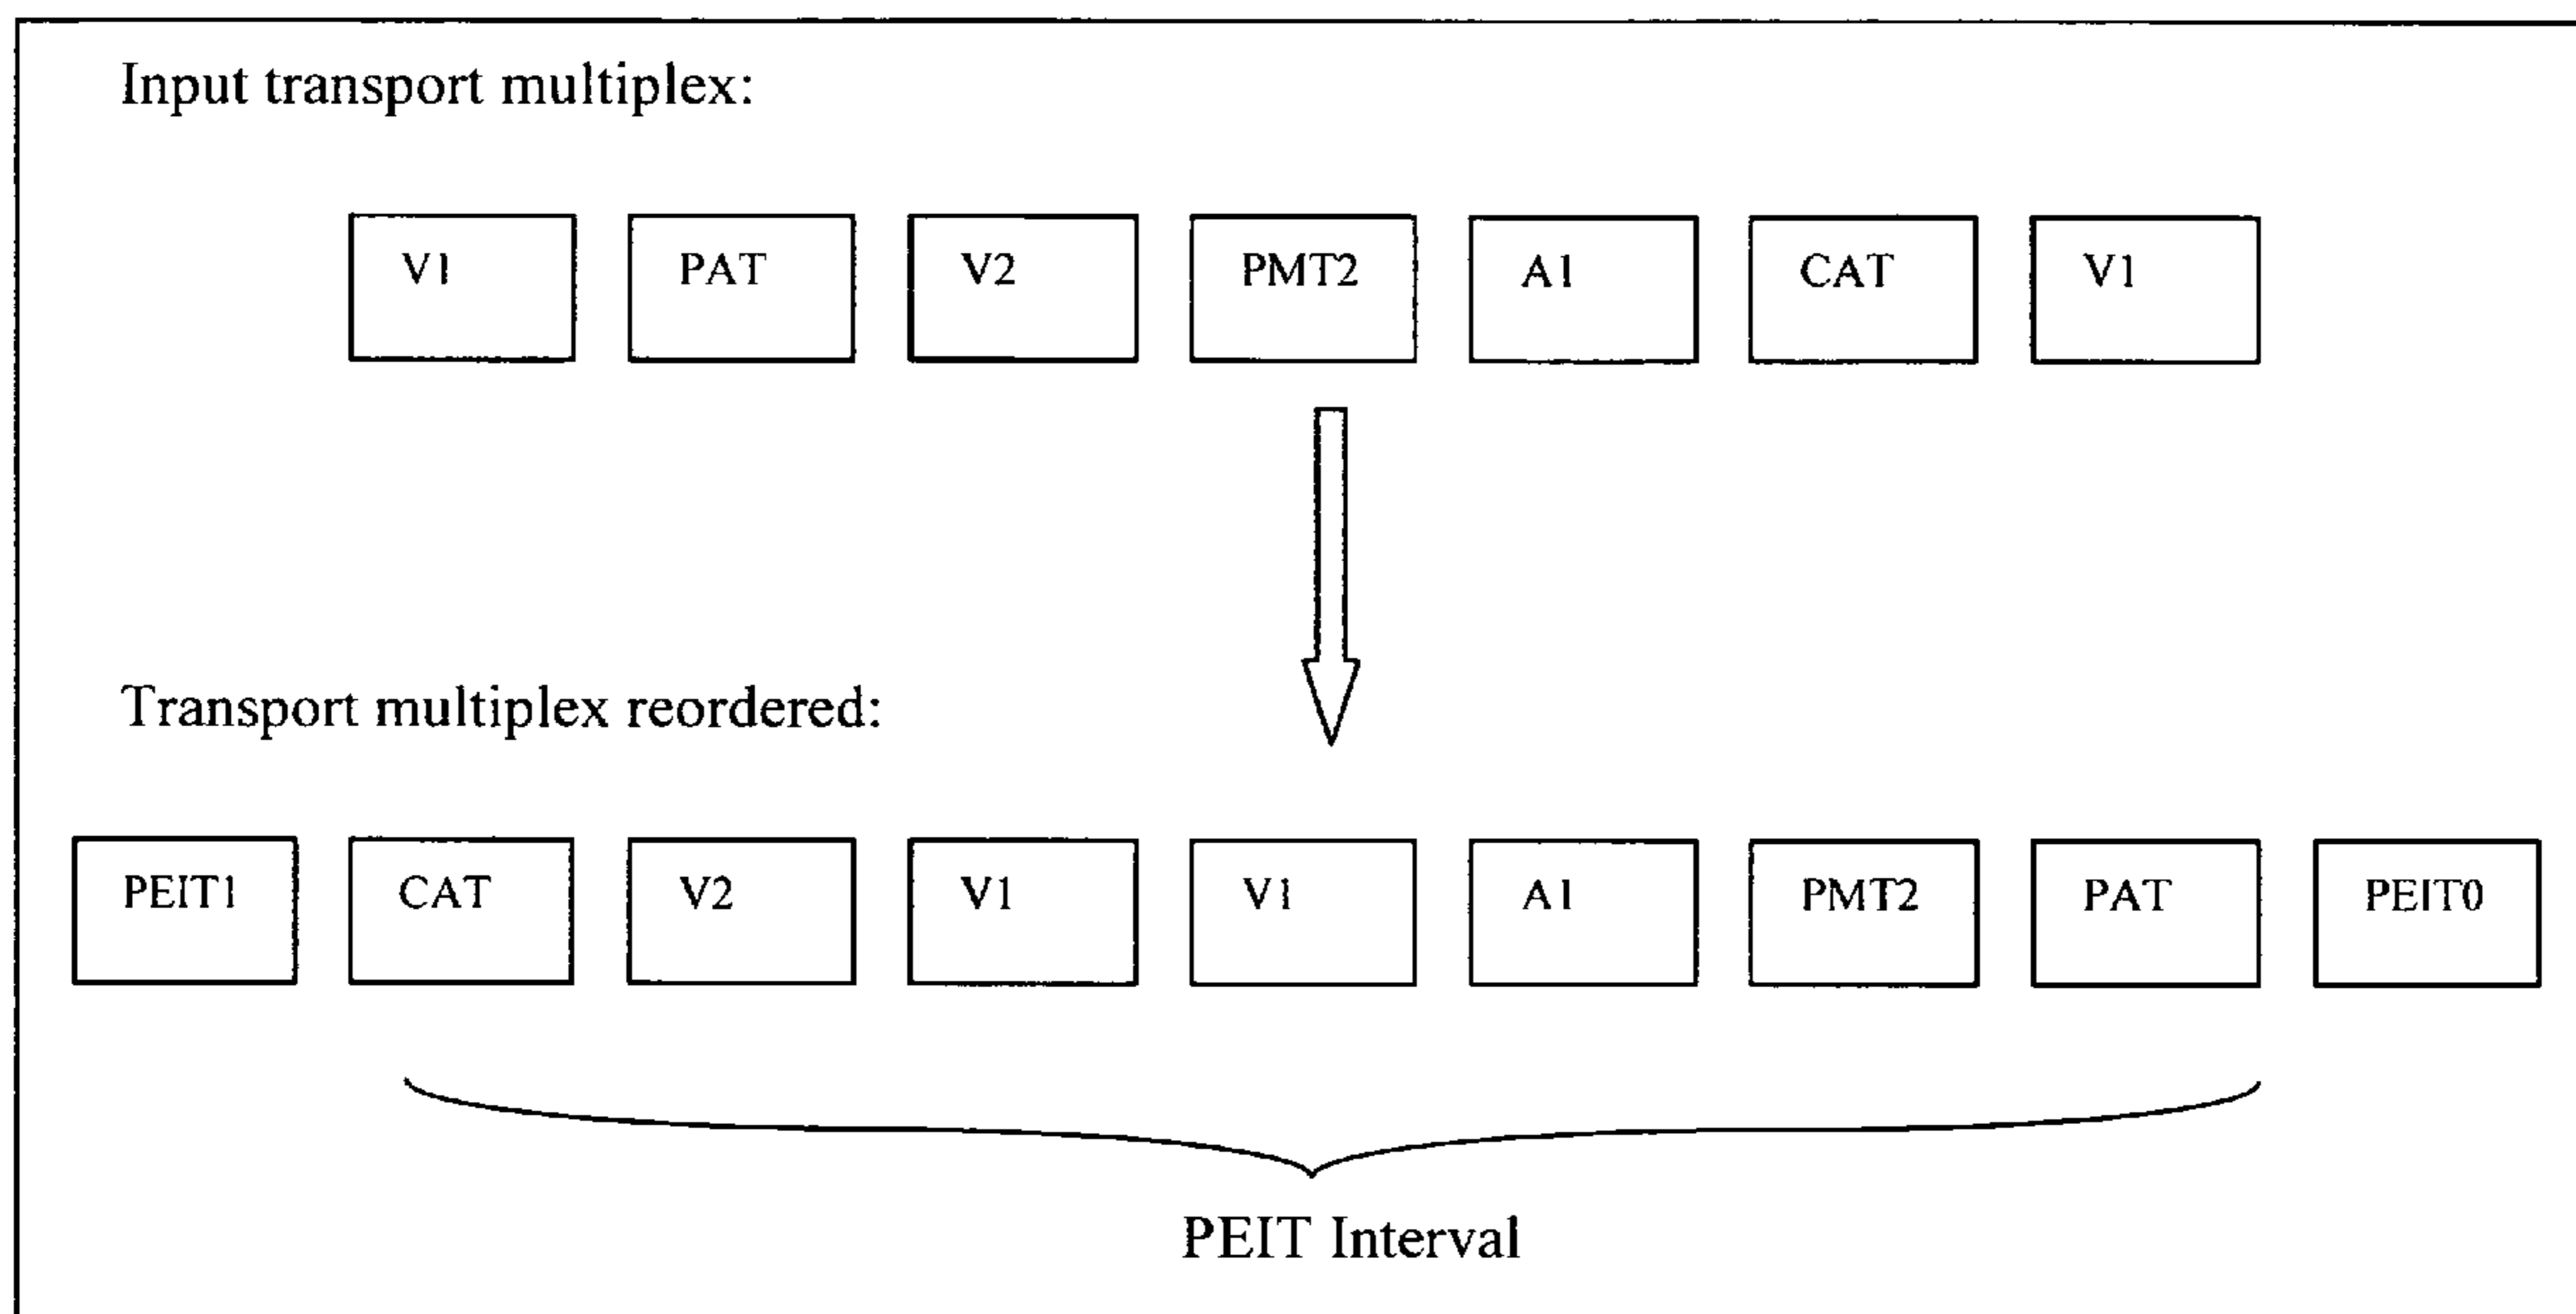 Input transport multiplex:
V1 PAT V2 PMT2 A1 CAT V1
Transport multiplex reordered:
PEIT1 CAT V2 V1 V1 A1 PMT2 PAT PEIT0
PEIT Interval